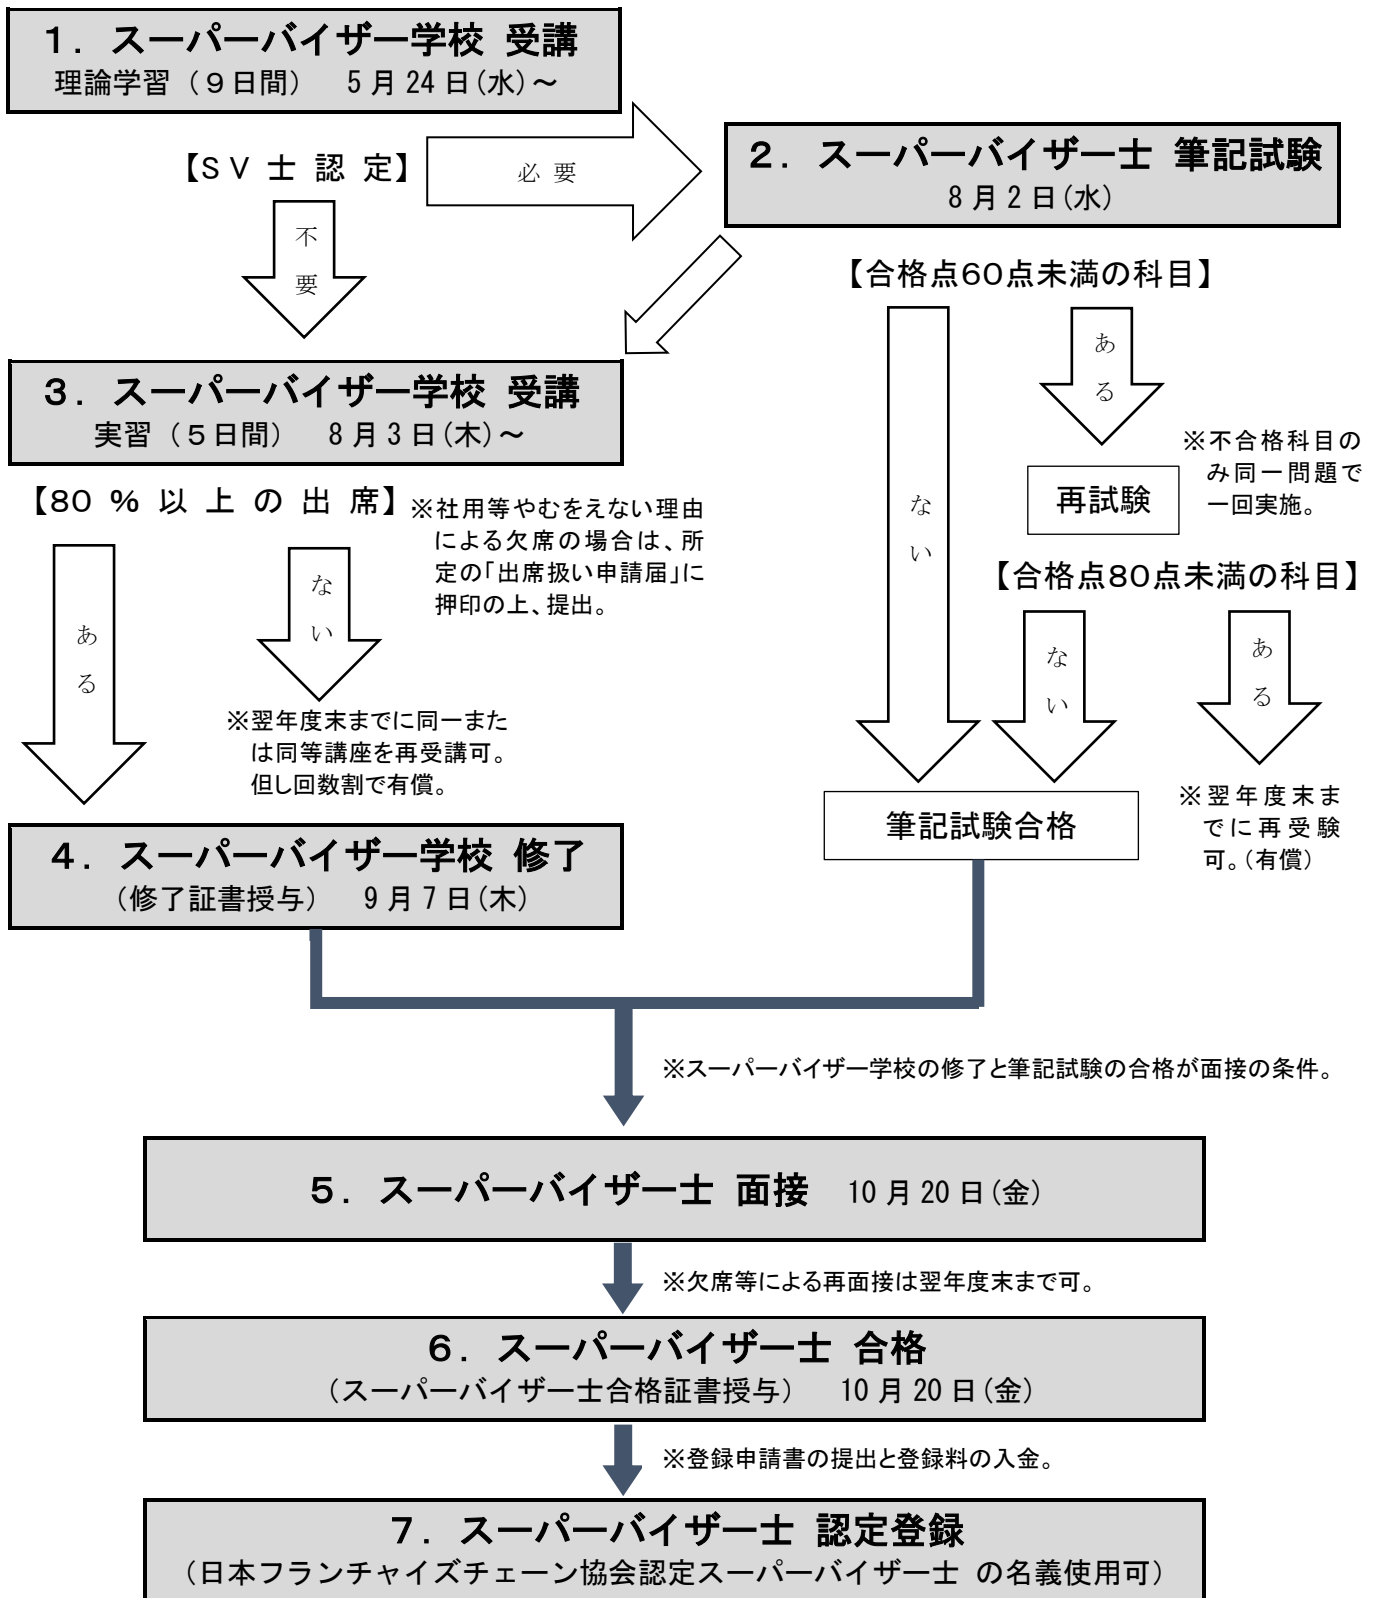 １．スーパーバイザー学校 受講
理論学習（９日間）　5月24日(水)～
【ＳＶ士認定】
必要
不要
２．スーパーバイザー士 筆記試験
8月2日(水)
【合格点60点未満の科目】
ない
ある
※不合格科目の
み同一問題で
一回実施。
再試験
【合格点80点未満の科目】
ない
ある
※翌年度末ま
でに再受験
可。（有償）
筆記試験合格
３．スーパーバイザー学校 受講
実習（５日間）　8月3日(木)～
【80％以上の出席】
※社用等やむをえない理由
による欠席の場合は、所
定の「出席扱い申請届」に
押印の上、提出。
ある
ない
※翌年度末までに同一また
は同等講座を再受講可。
但し回数割で有償。
４．スーパーバイザー学校 修了
（修了証書授与）　9月7日(木)
※スーパーバイザー学校の修了と筆記試験の合格が面接の条件。
５．スーパーバイザー士 面接　10月20日(金)
※欠席等による再面接は翌年度末まで可。
６．スーパーバイザー士 合格
（スーパーバイザー士合格証書授与）　10月20日(金)
※登録申請書の提出と登録料の入金。
７．スーパーバイザー士 認定登録
（日本フランチャイズチェーン協会認定スーパーバイザー士 の名義使用可）